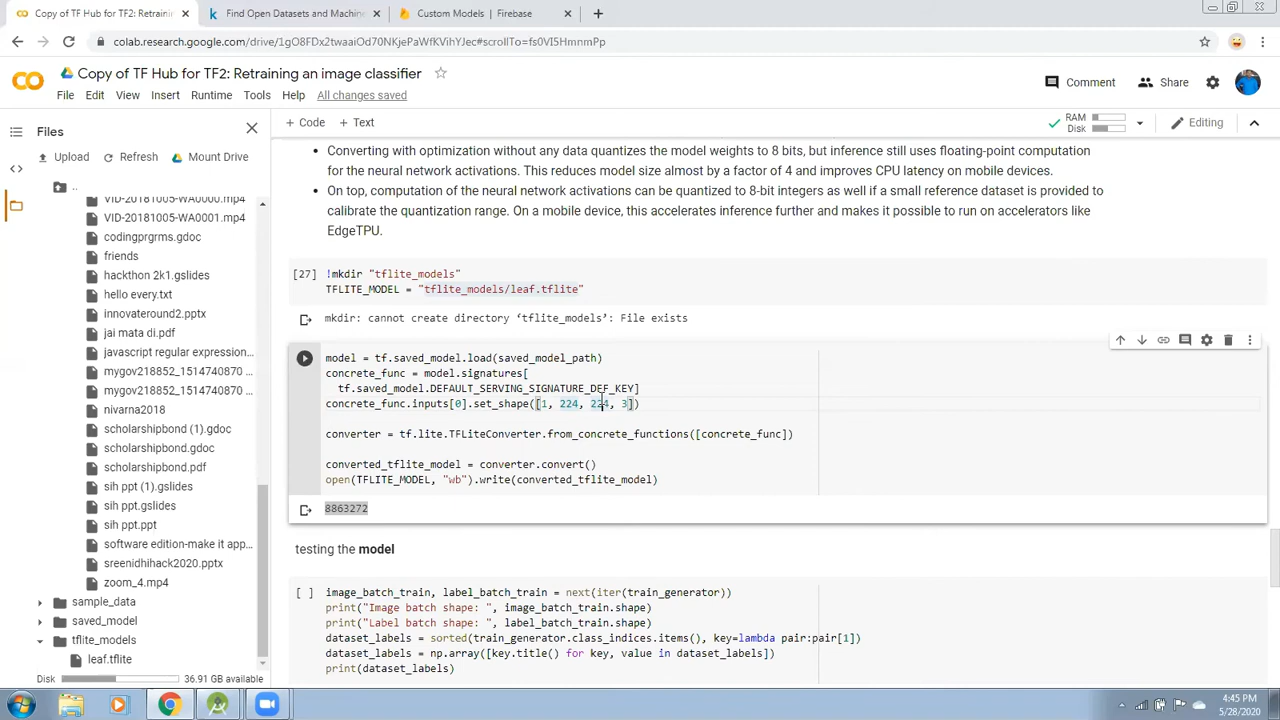 Copy of TF Hub for TF2: Retraini
Find Open Datasets and Machine
Custom Models | Firebase
colab.research.google.com/drive/1gO8FDx2twaaiOd70NKjePaWfKVihYJec#scrollTo=fs0VI5HmnmPp
Copy of TF Hub for TF2: Retraining an image classifier
Comment
Share
File Edit View Insert Runtime Tools Help All changes saved
Files
+ Code + Text
RAM
Disk
Editing
Upload Refresh Mount Drive
..
VID-20181005-WA0000.mp4
VID-20181005-WA0001.mp4
codingprgrms.gdoc
friends
hackthon 2k1.gslides
hello every.txt
innovateround2.pptx
jai mata di.pdf
javascript regular expression...
mygov218852_1514740870 ...
mygov218852_1514740870 ...
nivarna2018
scholarshipbond (1).gdoc
scholarshipbond.gdoc
scholarshipbond.pdf
sih ppt (1).gslides
sih ppt.gslides
sih ppt.ppt
software edition-make it app...
sreenidhihack2020.pptx
zoom_4.mp4
sample_data
saved_model
tflite_models
leaf.tflite
Disk 36.91 GB available
• Converting with optimization without any data quantizes the model weights to 8 bits, but inference still uses floating-point computation
for the neural network activations. This reduces model size almost by a factor of 4 and improves CPU latency on mobile devices.
• On top, computation of the neural network activations can be quantized to 8-bit integers as well if a small reference dataset is provided to
calibrate the quantization range. On a mobile device, this accelerates inference further and makes it possible to run on accelerators like
EdgeTPU.
[27] !mkdir "tflite_models"
TFLITE_MODEL = "tflite_models/leaf.tflite"
mkdir: cannot create directory ‘tflite_models’: File exists
model = tf.saved_model.load(saved_model_path)
concrete_func = model.signatures[
tf.saved_model.DEFAULT_SERVING_SIGNATURE_DEF_KEY]
concrete_func.inputs[0].set_shape([1, 224, 224, 3])
converter = tf.lite.TFLiteConverter.from_concrete_functions([concrete_func])
converted_tflite_model = converter.convert()
open(TFLITE_MODEL, "wb").write(converted_tflite_model)
8863272
testing the model
[ ] image_batch_train, label_batch_train = next(iter(train_generator))
print("Image batch shape: ", image_batch_train.shape)
print("Label batch shape: ", label_batch_train.shape)
dataset_labels = sorted(train_generator.class_indices.items(), key=lambda pair:pair[1])
dataset_labels = np.array([key.title() for key, value in dataset_labels])
print(dataset_labels)
4:45 PM
5/28/2020